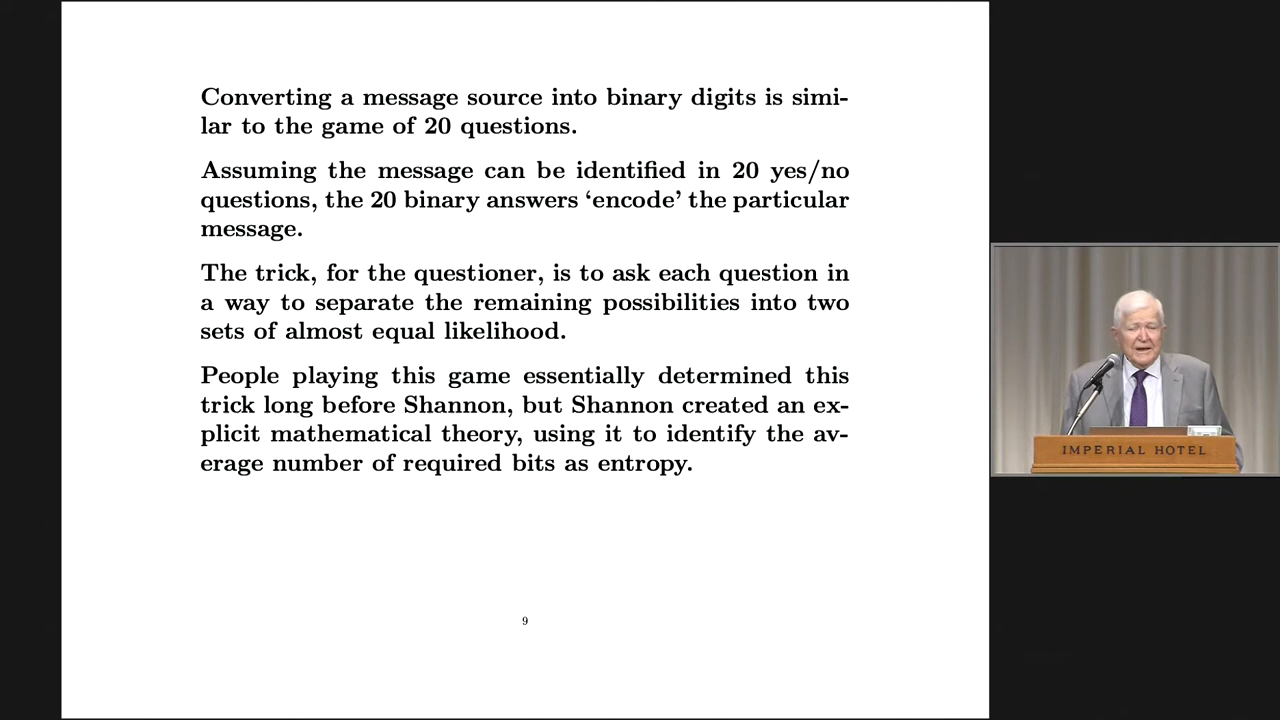 Converting a message source into binary digits is simi-
lar to the game of 20 questions.
Assuming the message can be identified in 20 yes/no
questions, the 20 binary answers ‘encode’ the particular
message.
The trick, for the questioner, is to ask each question in
a way to separate the remaining possibilities into two
sets of almost equal likelihood.
People playing this game essentially determined this
trick long before Shannon, but Shannon created an ex-
plicit mathematical theory, using it to identify the av-
erage number of required bits as entropy.
9
IMPERIAL HOTEL